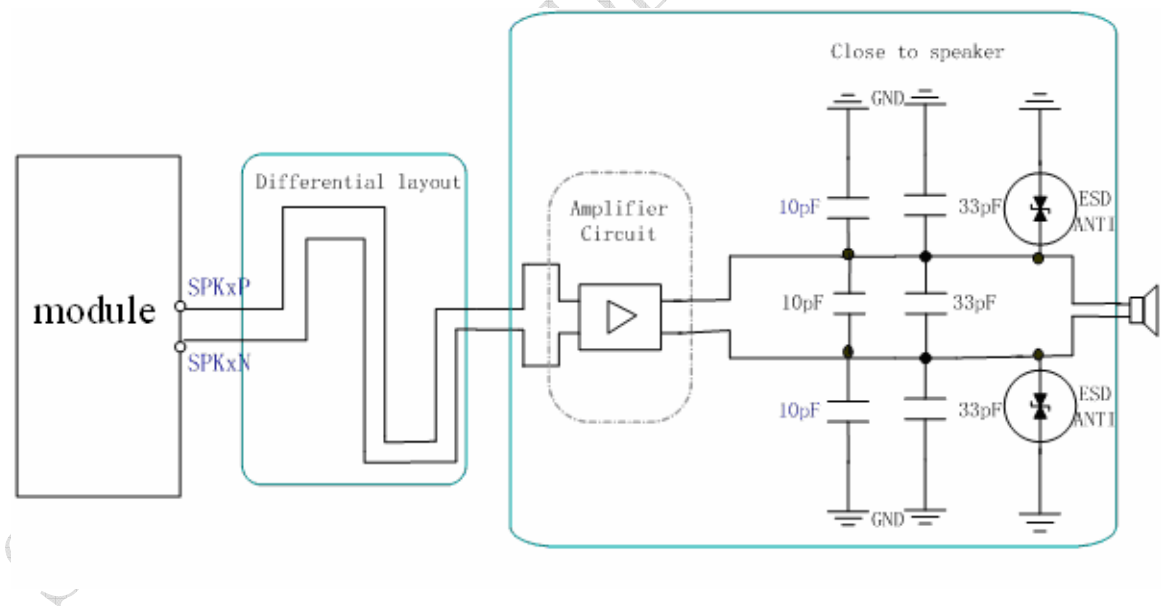 Close to speaker
GND
Differential layout
Amplifier
Circuit
10pF
33pF
ESD
ANTI
SPKxP
module
10pF
33pF
SPKxN
10pF
33pF
ESD
ANTI
GND